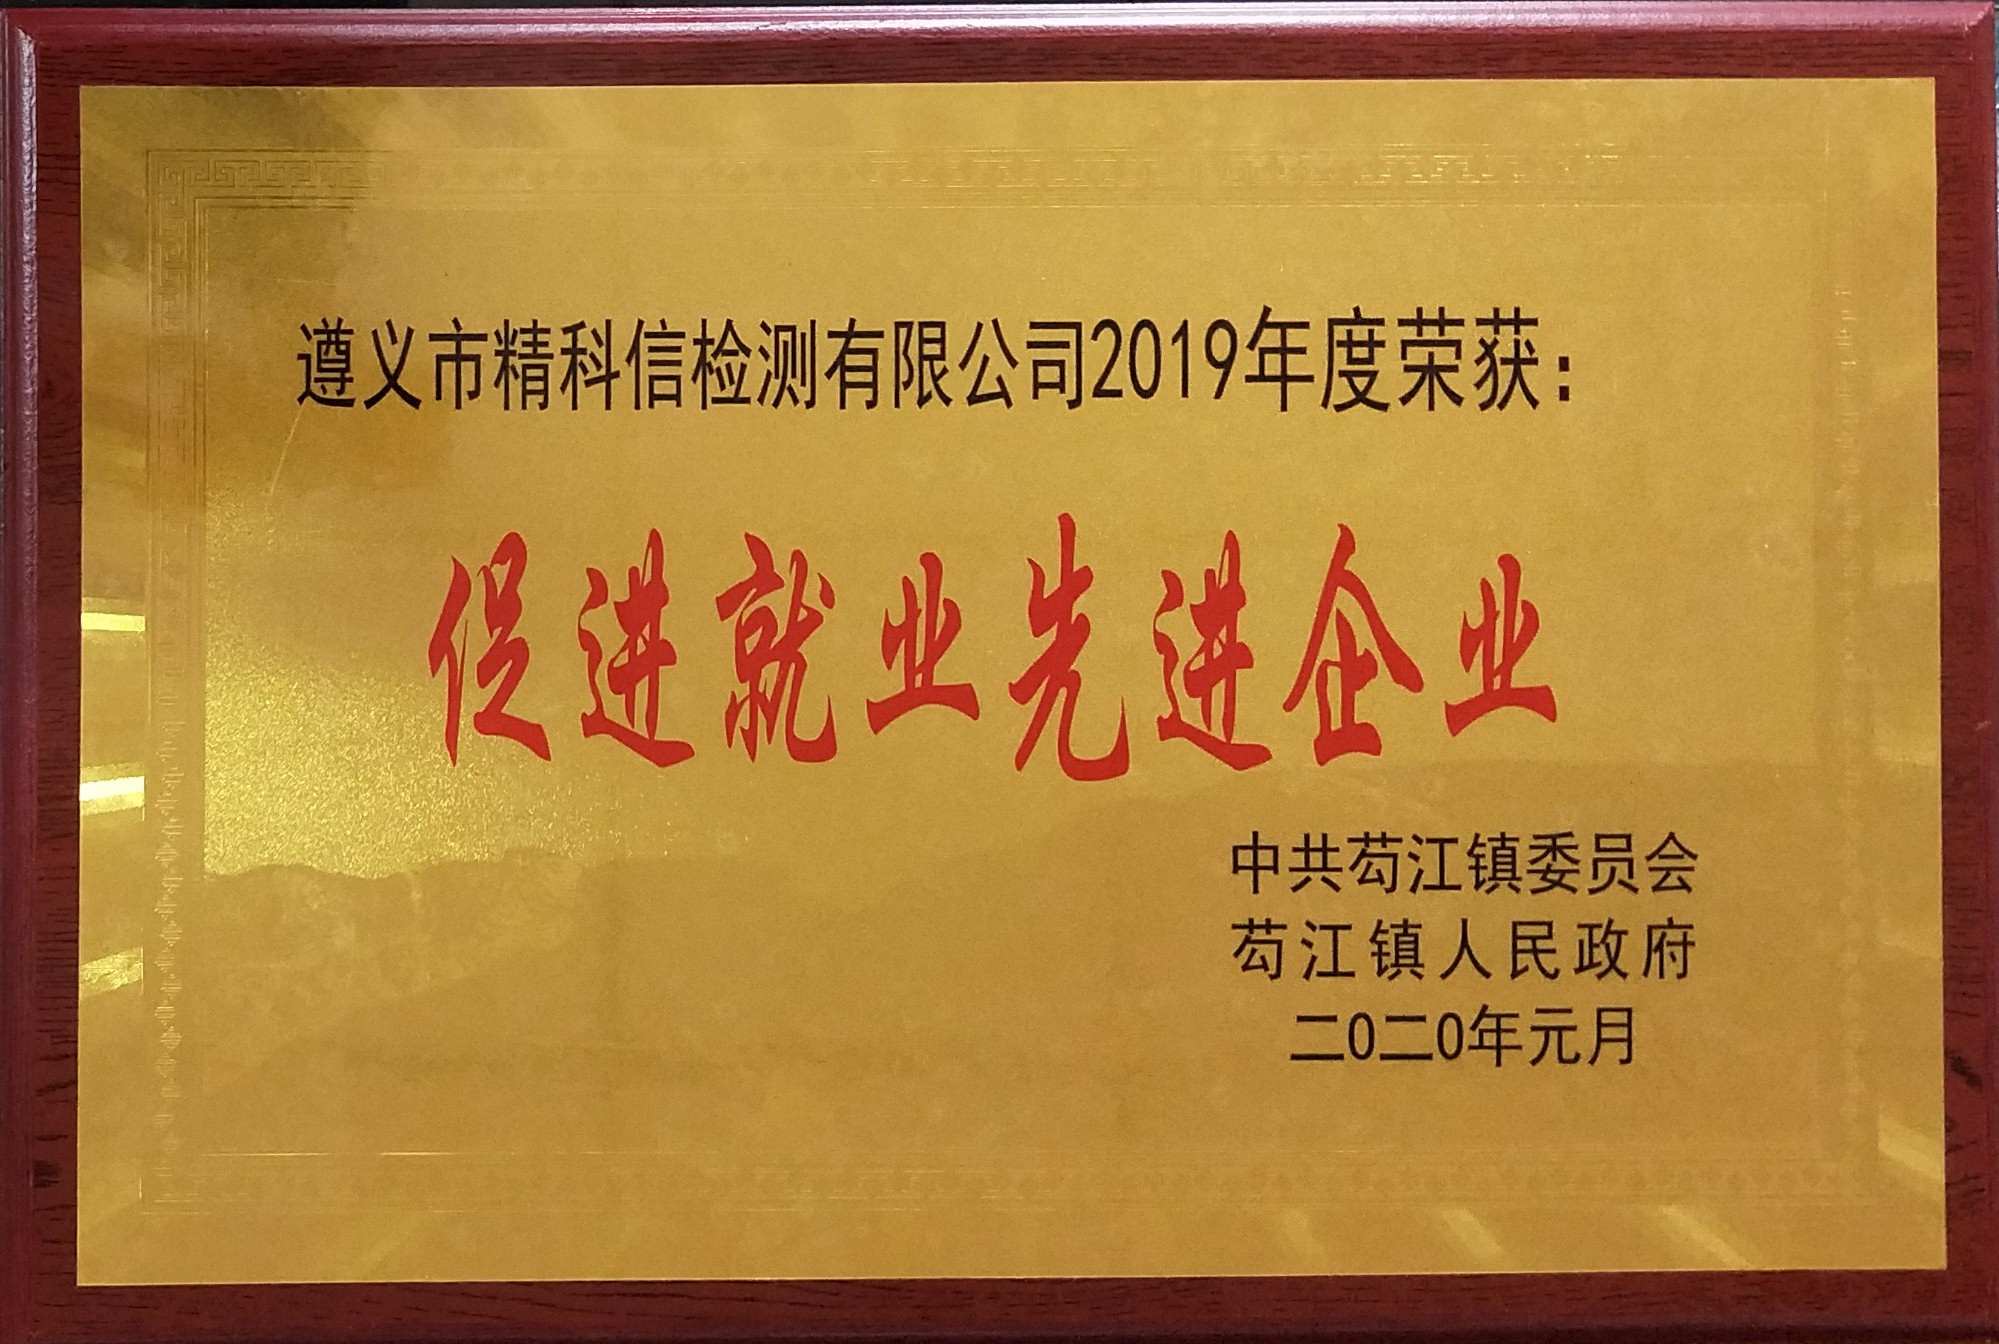 遵义市精科信检测有限公司2019年度荣获：
促进就业先进企业
中共芶江镇委员会
芶江镇人民政府
二0二0年元月